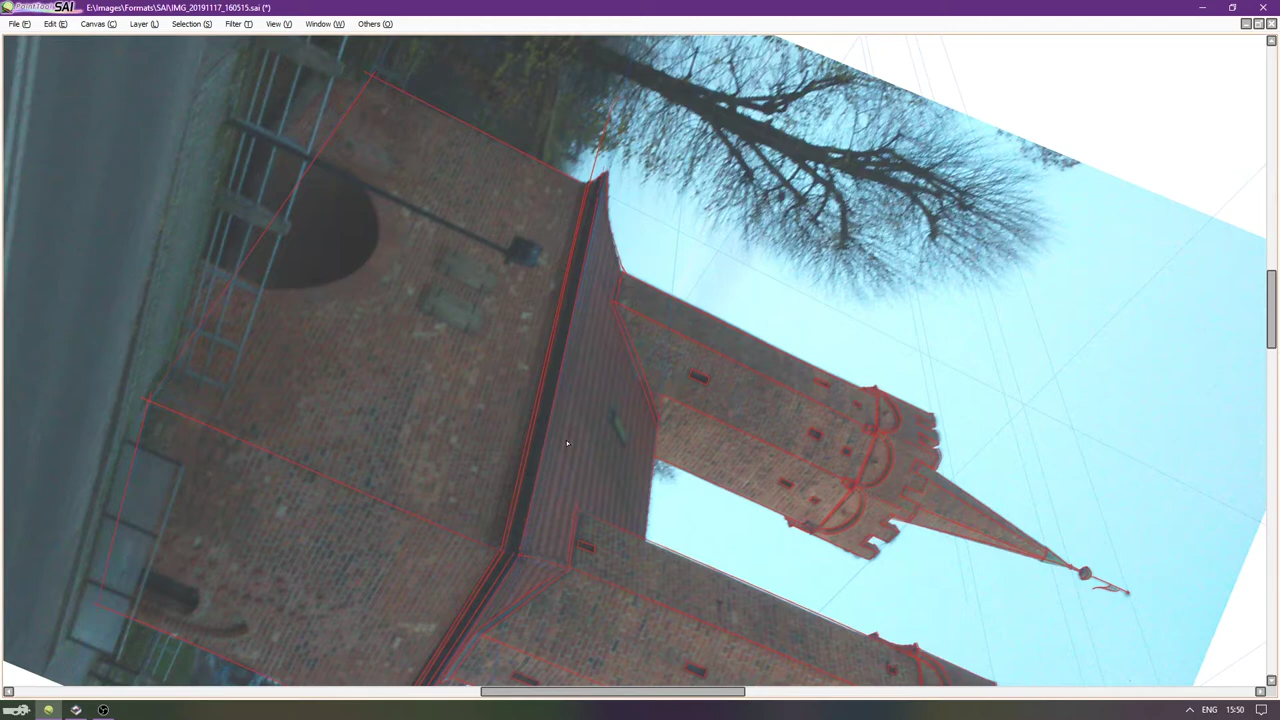 PaintTool SAI E:\Images\Formats\SAI\IMG_20191117_160515.sai (*)
File (F) Edit (E) Canvas (C) Layer (L) Selection (S) Filter (T) View (V) Window (W) Others (O)
ENG 15:50